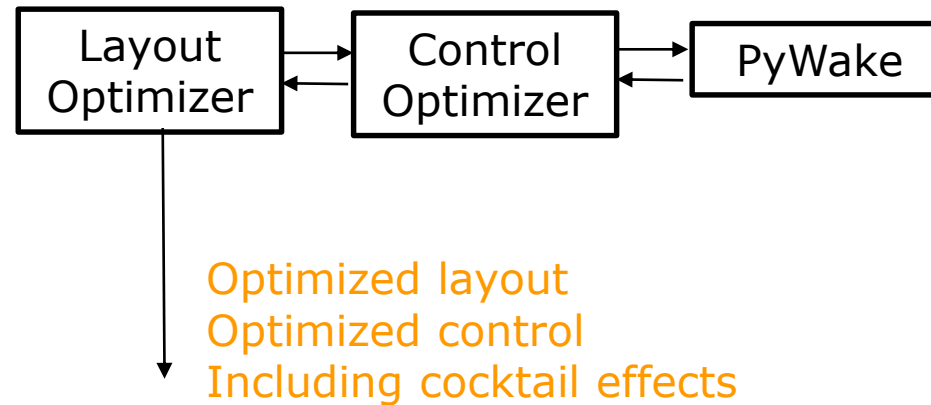 Layout
Optimizer
Control
Optimizer
PyWake
Optimized layout
Optimized control
Including cocktail effects